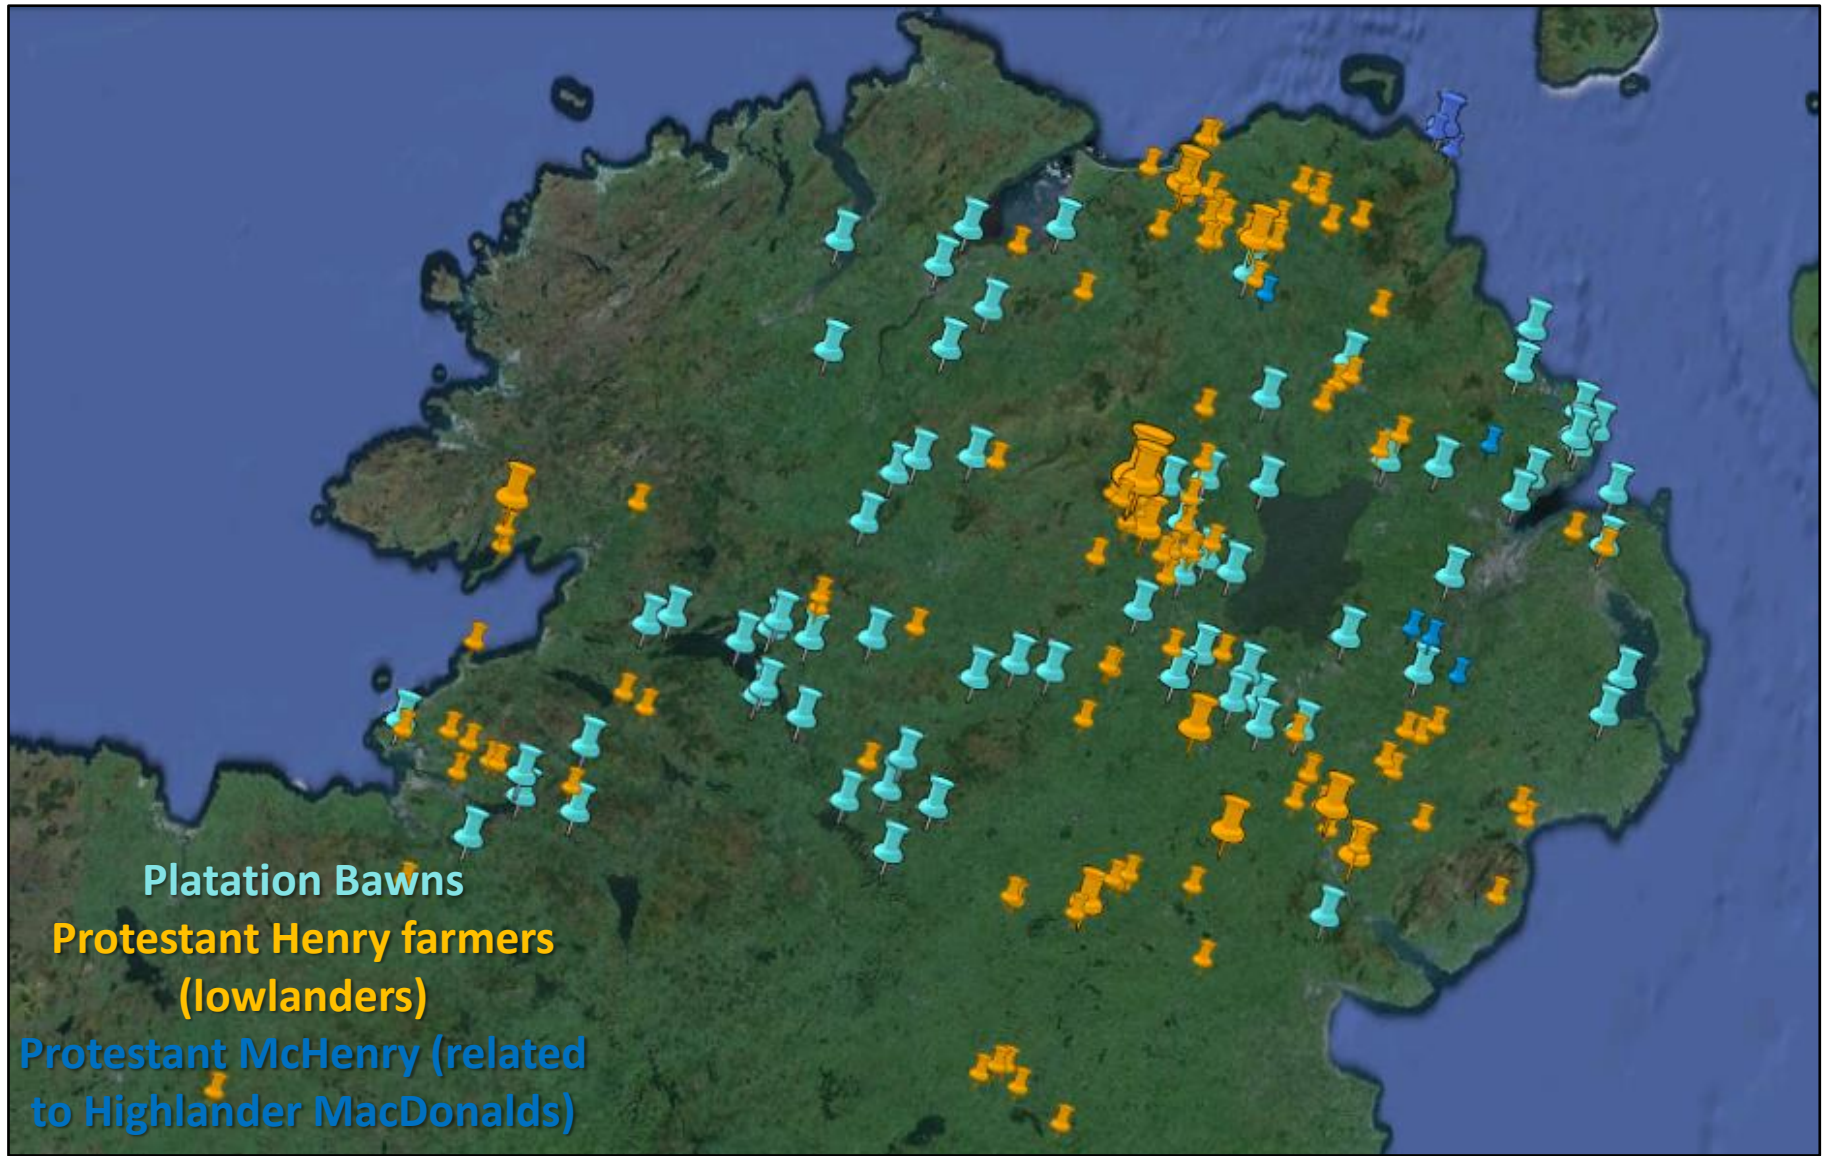 Platation Bawns
Protestant Henry farmers
(lowlanders)
Protestant McHenry (related
to Highlander MacDonalds)